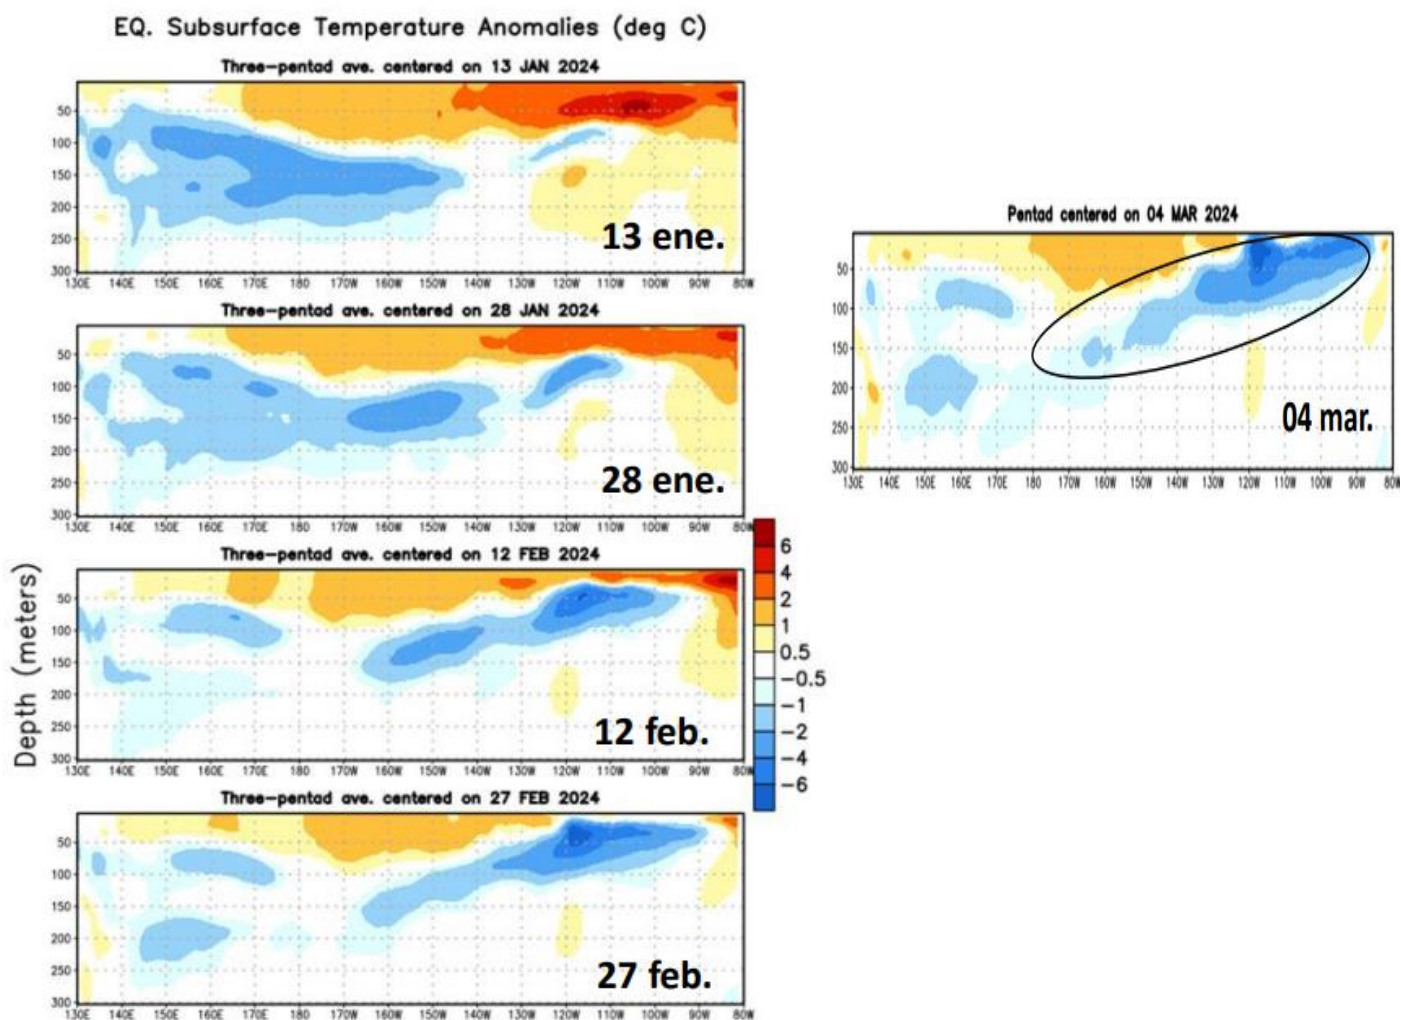 EQ. Subsurface Temperature Anomalies (deg C)
Three-pentad ave. centered on 13 JAN 2024
50
100
150
200
250
300
13 ene.
130E 140E 150E 160E 170E 180 170W 160W 150W 140W 130W 120W 110W 100W 90W 80W
Three-pentad ave. centered on 28 JAN 2024
50
100
150
200
250
300
28 ene.
130E 140E 150E 160E 170E 180 170W 160W 150W 140W 130W 120W 110W 100W 90W 80W
Three-pentad ave. centered on 12 FEB 2024
50
100
150
200
250
300
12 feb.
130E 140E 150E 160E 170E 180 170W 160W 150W 140W 130W 120W 110W 100W 90W 80W
Three-pentad ave. centered on 27 FEB 2024
50
100
150
200
250
300
27 feb.
130E 140E 150E 160E 170E 180 170W 160W 150W 140W 130W 120W 110W 100W 90W 80W
Depth (meters)
6
4
2
1
0.5
-0.5
-1
-2
-4
-6
Pentad centered on 04 MAR 2024
50
100
150
200
250
300
04 mar.
130E 140E 150E 160E 170E 180 170W 160W 150W 140W 130W 120W 110W 100W 90W 80W